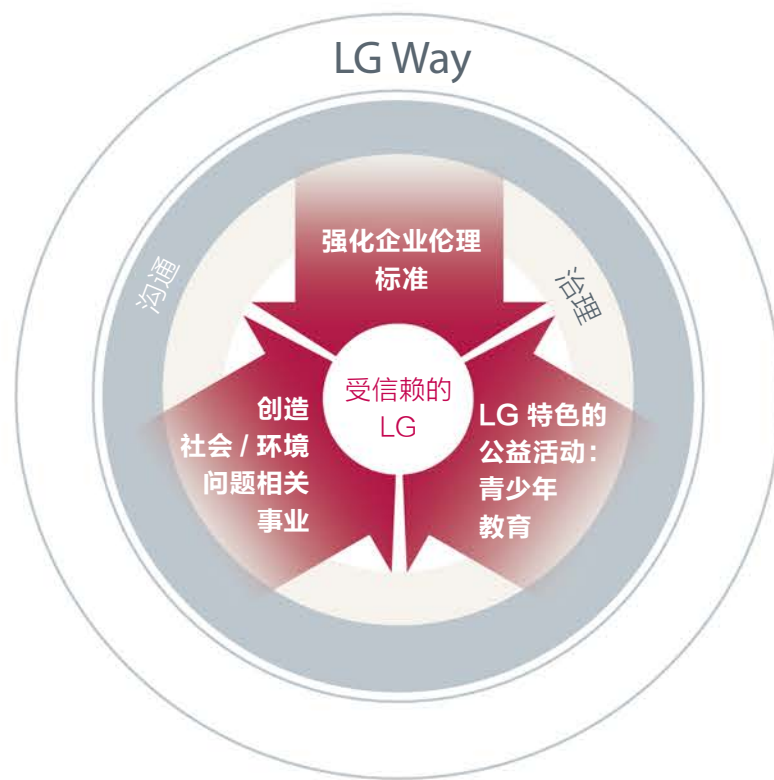 LG Way
沟通
治理
强化企业伦理
标准
受信赖的
LG
创造
社会 / 环境
问题相关
事业
LG 特色的
公益活动：
青少年
教育